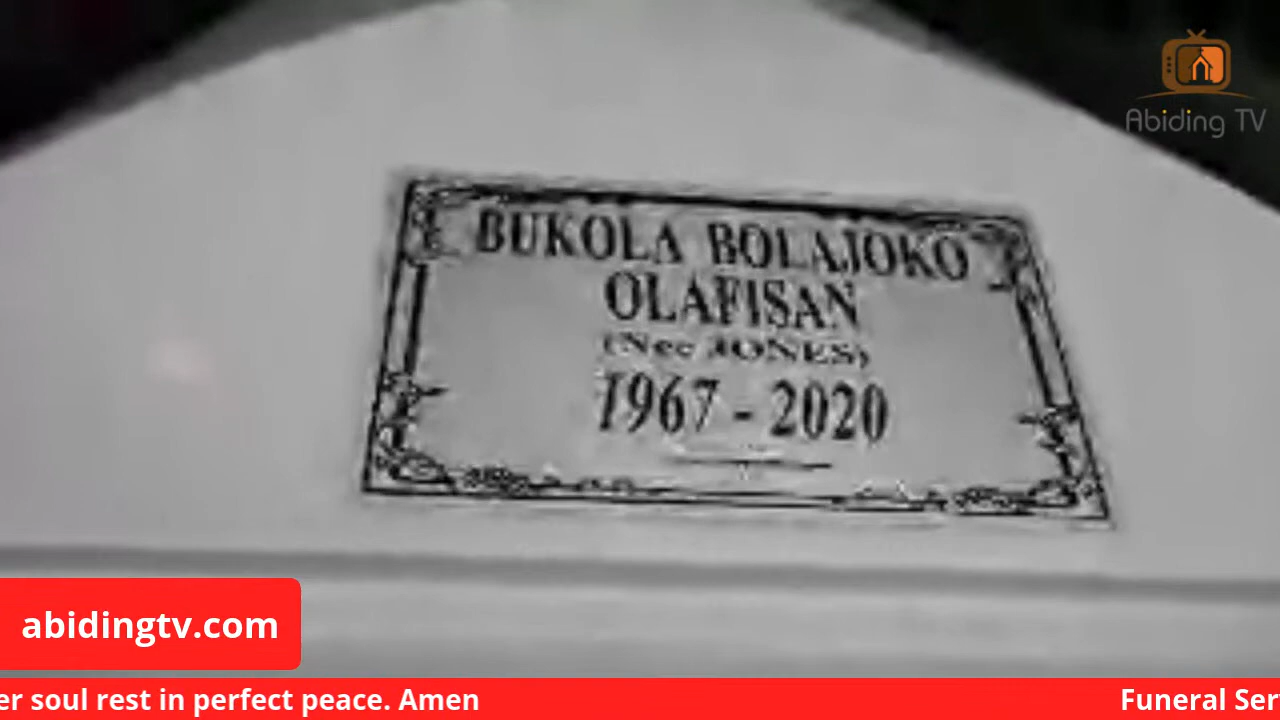 Abiding TV
BUKOLA BOLAJOKO
OLAFISAN
(Nee JONES)
1967 - 2020
abidingtv.com
er soul rest in perfect peace. Amen
Funeral Ser